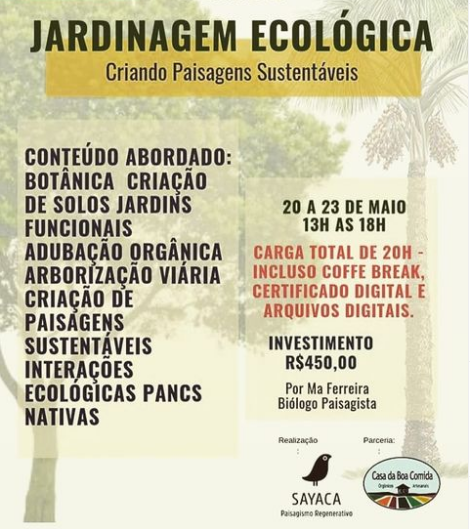 JARDINAGEM ECOLÓGICA
Criando Paisagens Sustentáveis
CONTEÚDO ABORDADO:
BOTÂNICA CRIAÇÃO
DE SOLOS JARDINS
FUNCIONAIS
ADUBAÇÃO ORGÂNICA
ARBORIZAÇÃO VIÁRIA
CRIAÇÃO DE
PAISAGENS
SUSTENTÁVEIS
INTERAÇÕES
ECOLÓGICAS PANCS
NATIVAS
20 A 23 DE MAIO
13H AS 18H
CARGA TOTAL DE 20H -
INCLUSO COFFE BREAK,
CERTIFICADO DIGITAL E
ARQUIVOS DIGITAIS.
INVESTIMENTO
R$450,00
Por Ma Ferreira
Biólogo Paisagista
Realização
:
SAYACA
Paisagismo Regenerativo
Parceria:
:
Casa da Boa Comida
Orgânicos Artesanais